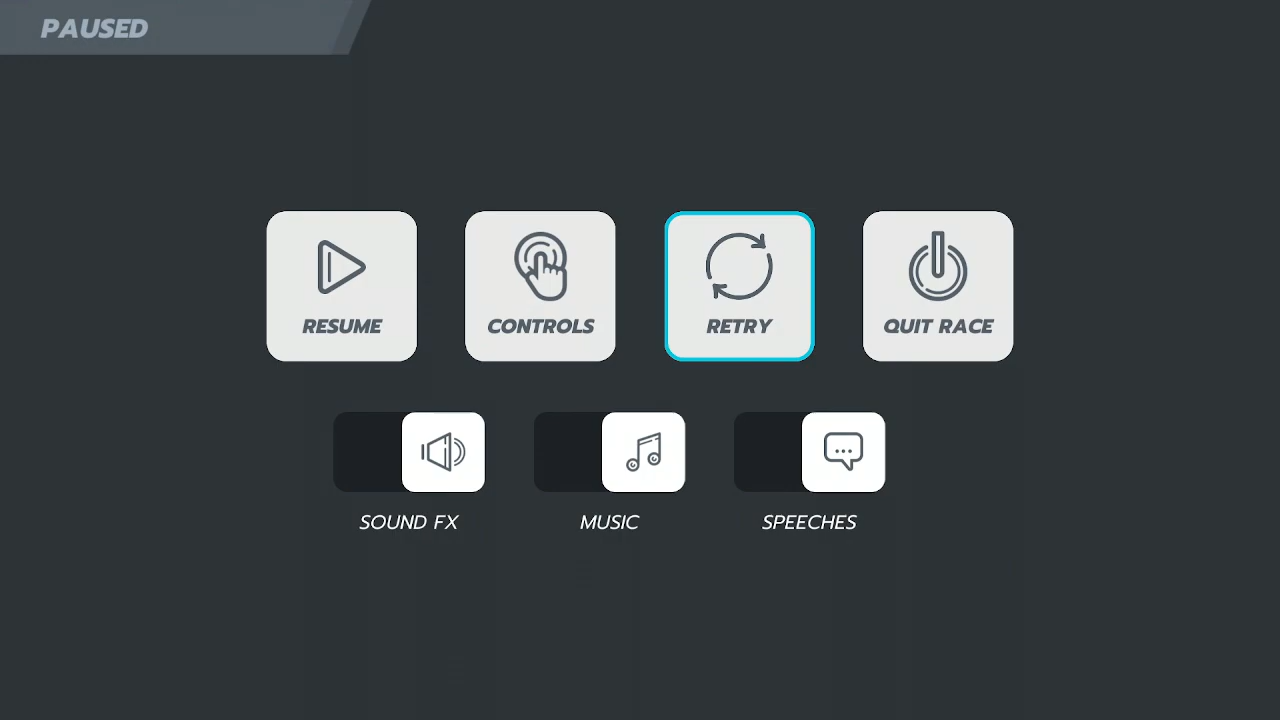 PAUSED
RESUME
CONTROLS
RETRY
QUIT RACE
SOUND FX
MUSIC
SPEECHES